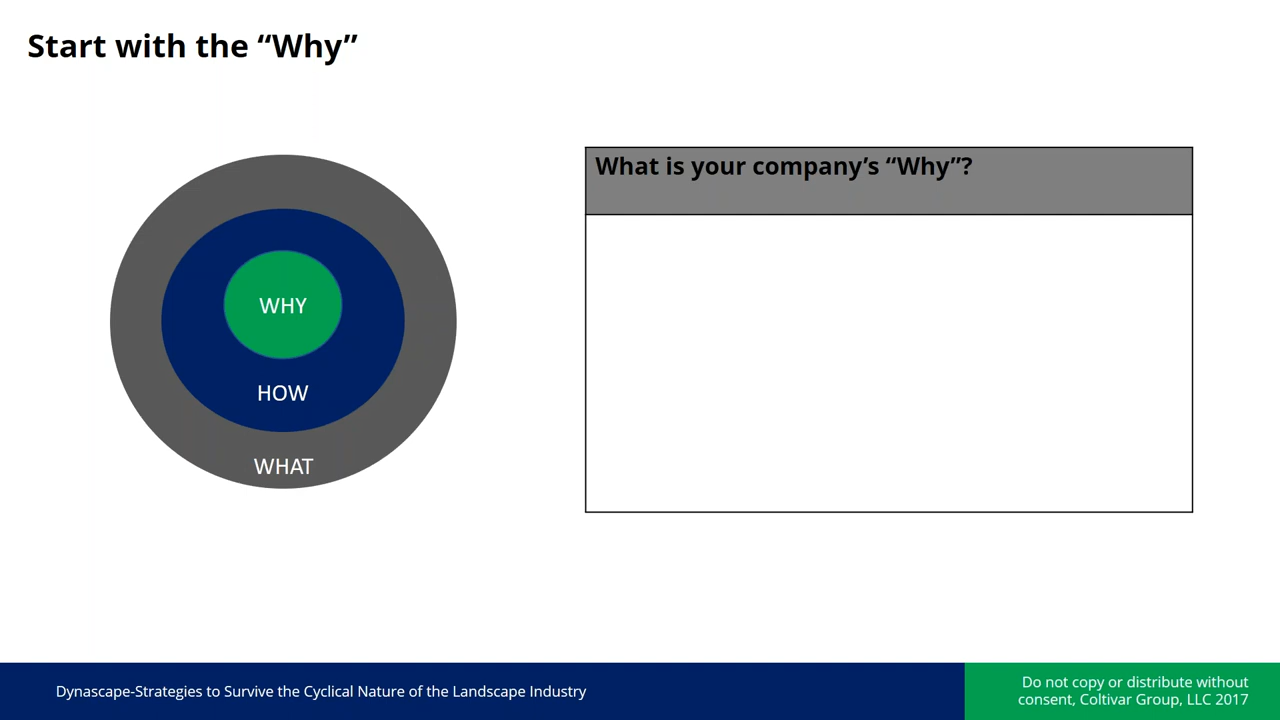 Start with the “Why”
WHY
HOW
WHAT
What is your company’s “Why”?
Dynascape-Strategies to Survive the Cyclical Nature of the Landscape Industry
Do not copy or distribute without
consent, Coltivar Group, LLC 2017